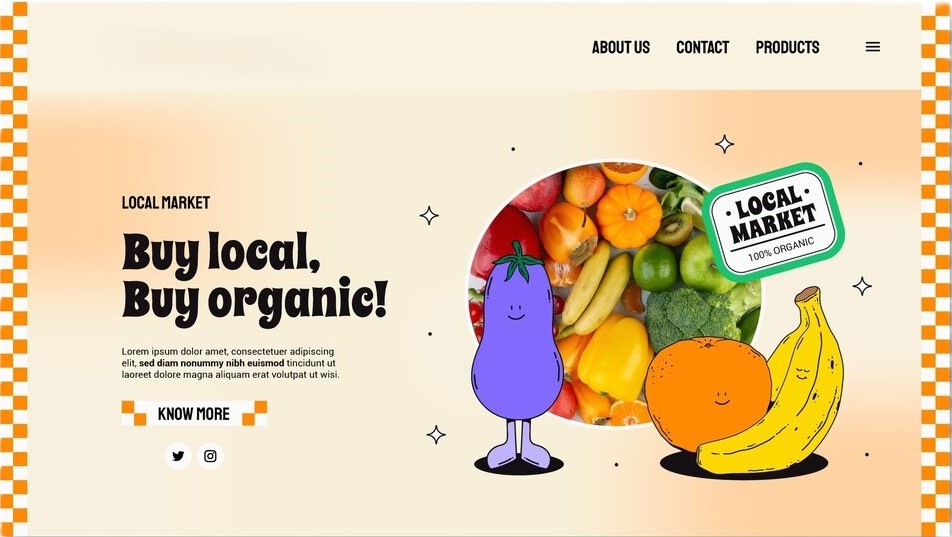 ABOUT US CONTACT PRODUCTS
LOCAL MARKET
Buy local,
Buy organic!
Lorem ipsum dolor amet, consectetuer adipiscing
elit, sed diam nonummy nibh euismod tincidunt ut
laoreet dolore magna aliquam erat volutpat ut wisi.
KNOW MORE
• LOCAL •
MARKET
100% ORGANIC